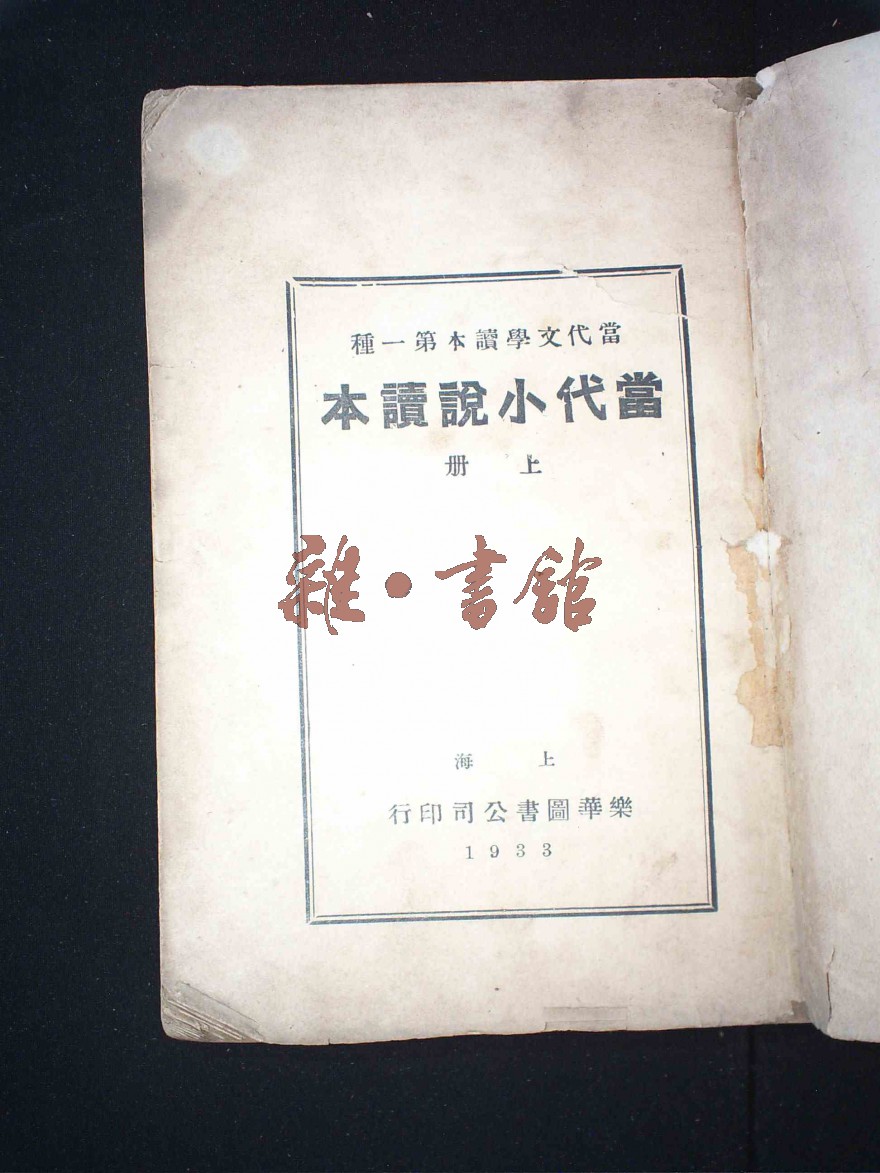 當代文學讀本第一種
當代小說讀本
上册
雜·書館
上海
樂華圖書公司印行
1933